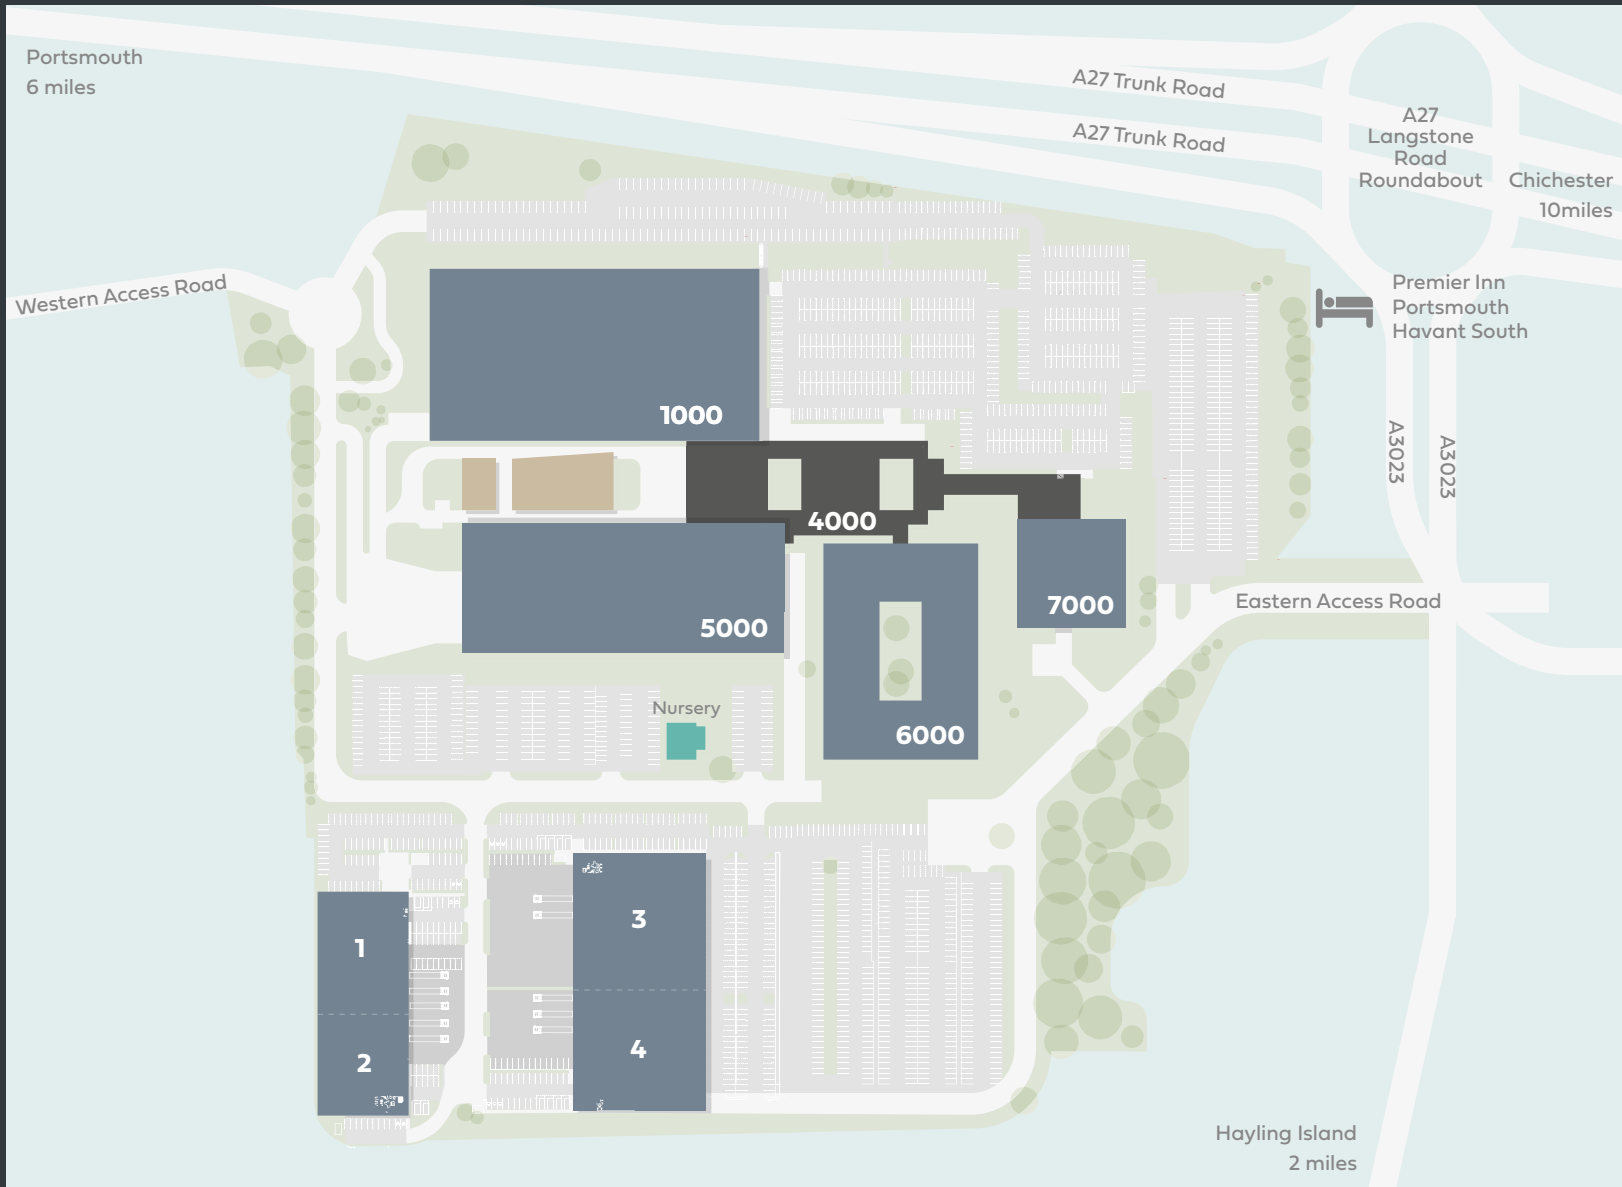 Portsmouth
6 miles
A27 Trunk Road
A27 Trunk Road
A27
Langstone
Road
Roundabout
Chichester
10miles
Western Access Road
Premier Inn
Portsmouth
Havant South
1000
A3023
A3023
4000
5000
7000
Eastern Access Road
Nursery
6000
3
1
4
2
Hayling Island
2 miles